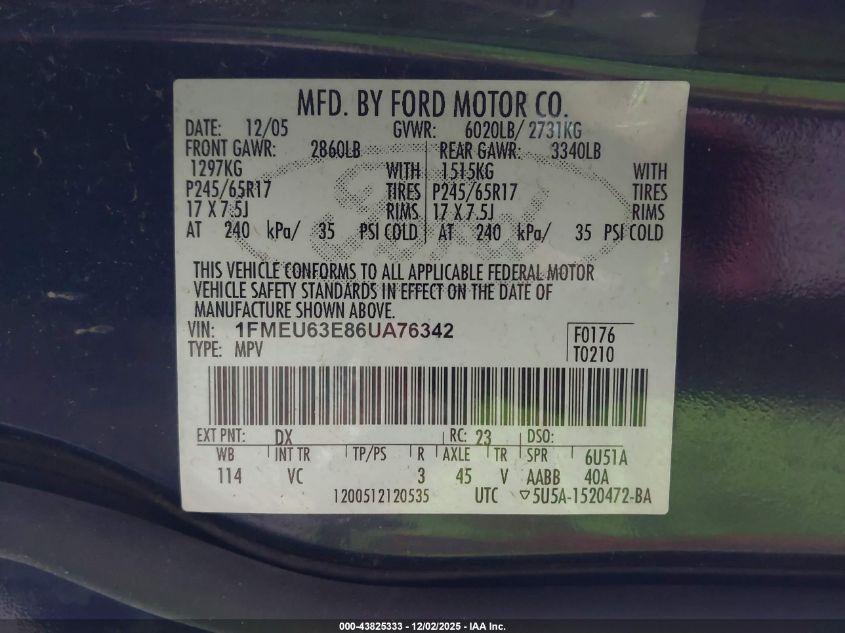 MFD. BY FORD MOTOR CO.
DATE: 12/05 GVWR: 6020LB/ 2731KG
FRONT GAWR: 2860LB REAR GAWR: 3340LB
1297KG WITH 1515KG WITH
P245/65R17 TIRES P245/65R17 TIRES
17 X 7.5J RIMS 17 X 7.5J RIMS
AT 240 kPa/ 35 PSI COLD AT 240 kPa/ 35 PSI COLD
THIS VEHICLE CONFORMS TO ALL APPLICABLE FEDERAL MOTOR
VEHICLE SAFETY STANDARDS IN EFFECT ON THE DATE OF
MANUFACTURE SHOWN ABOVE.
VIN: 1FMEU63E86UA76342 F0176
TYPE: MPV T0210
EXT PNT: DX RC: 23 DSO:
WB INT TR TP/PS R AXLE TR SPR 6U51A
114 VC 3 45 V AABB 40A
1200512120535 UTC ▽5U5A-1520472-BA
000-43825333 - 12/02/2025 - IAA Inc.